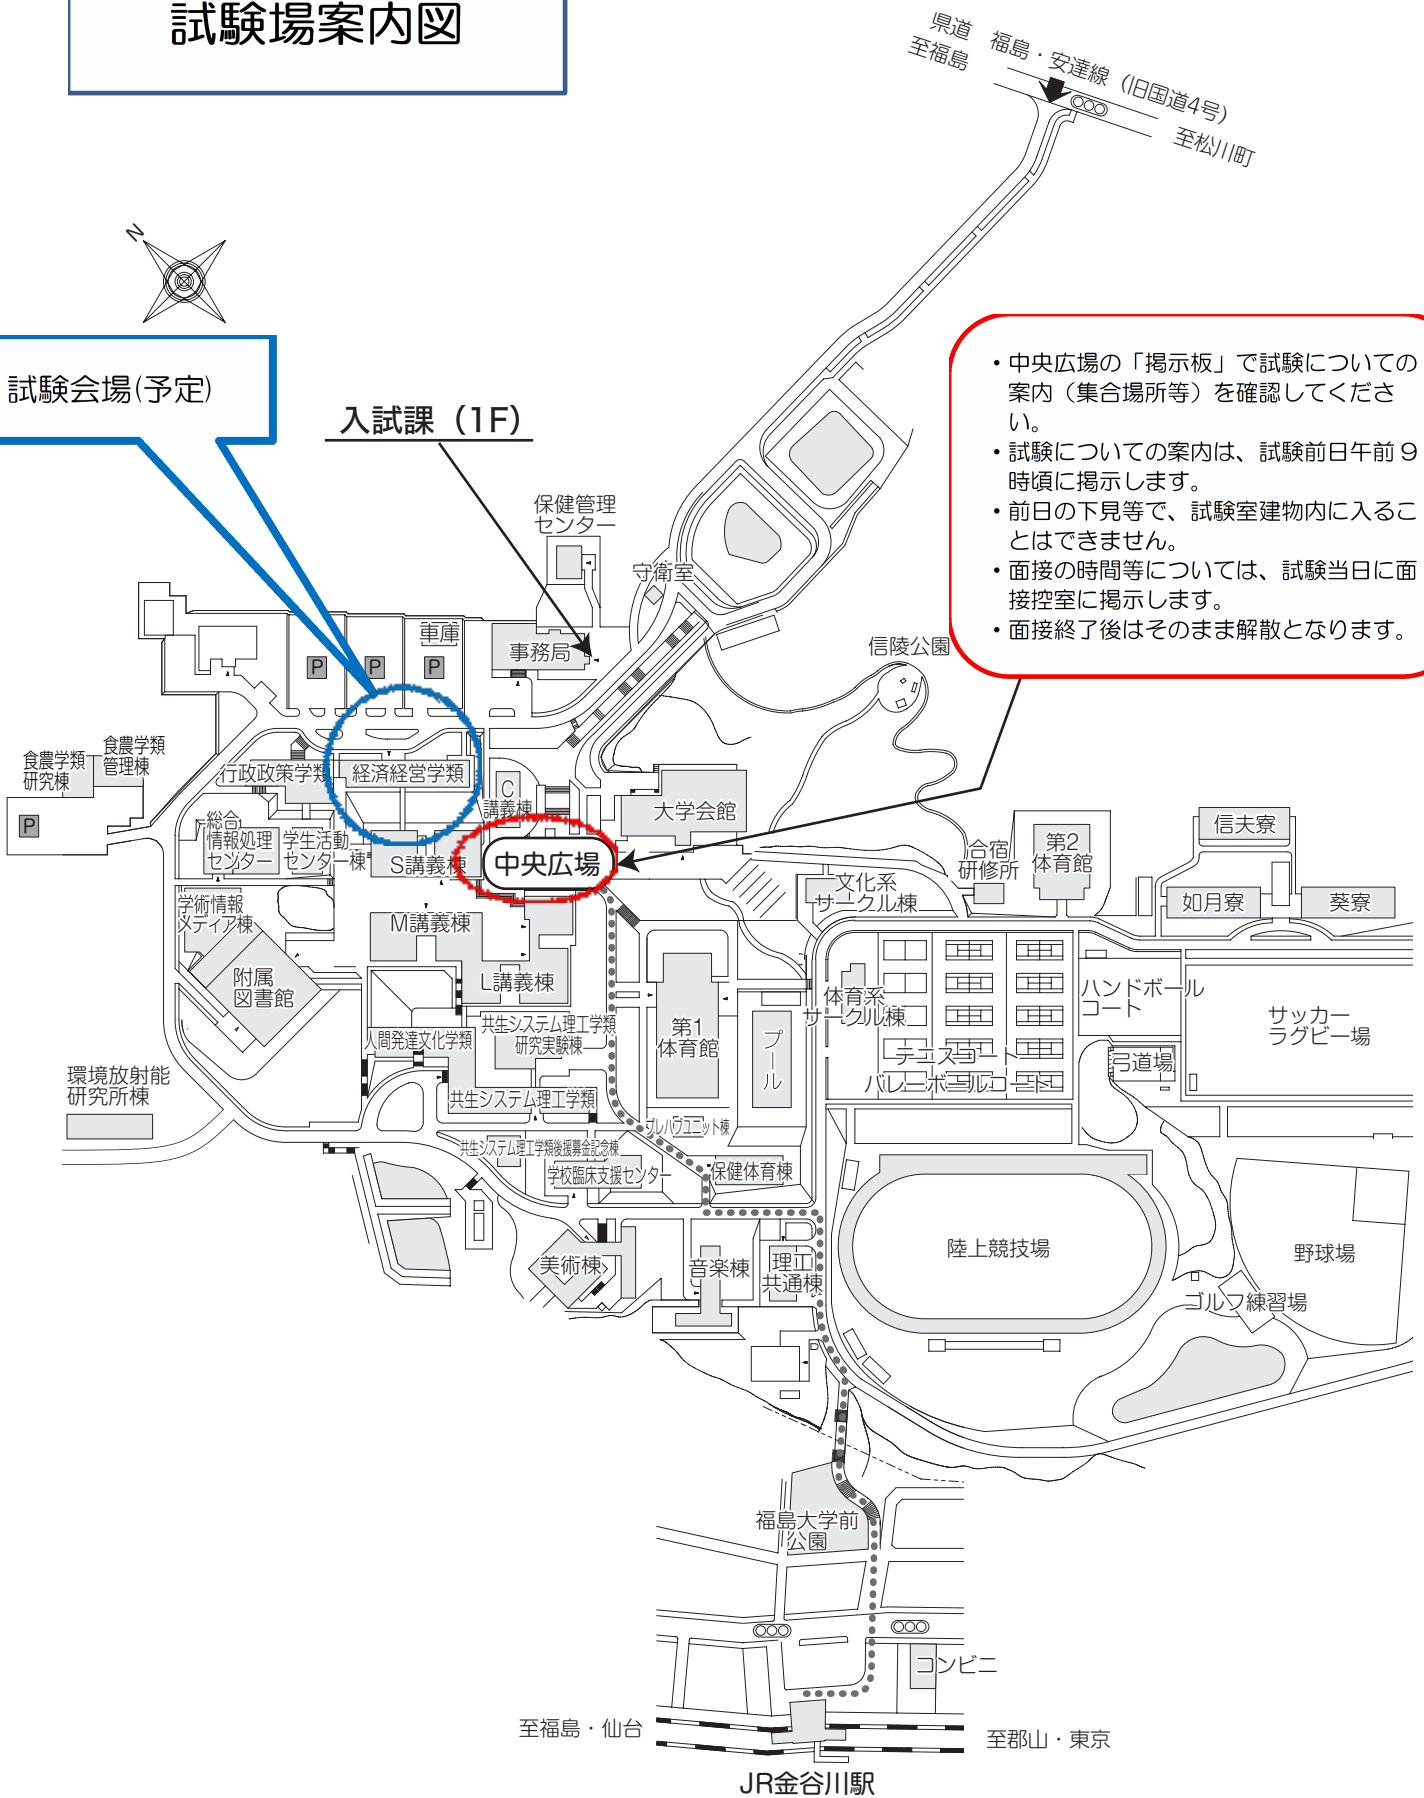 試験場案内図
県道 福島・安達線（旧国道4号）
至福島
至松川町
N
試験会場(予定)
入試課（1F）
・中央広場の「掲示板」で試験についての
案内（集合場所等）を確認してくださ
い。
・試験についての案内は、試験前日午前９
時頃に掲示します。
・前日の下見等で、試験室建物内に入るこ
とはできません。
・面接の時間等については、試験当日に面
接控室に掲示します。
・面接終了後はそのまま解散となります。
保健管理
センター
守衛室
車庫
事務局
信陵公園
P
P
P
食農学類
研究棟
食農学類
管理棟
行政政策学類
経済経営学類
C
講義棟
大学会館
P
総合
情報処理
センター
学生活動
センター棟
S講義棟
中央広場
合宿
研修所
第2
体育館
信夫寮
文化系
サークル棟
如月寮
葵寮
学術情報
メディア棟
M講義棟
附属
図書館
L講義棟
体育系
サークル棟
ハンドボール
コート
サッカー
ラグビー場
人間発達文化学類
共生システム理工学類
研究実験棟
第1
体育館
プール
テニスコート
バレーボールコート
弓道場
環境放射能
研究所棟
共生システム理工学類
プレハブユニット棟
共生システム理工学類後援募金記念棟
学校臨床支援センター
保健体育棟
美術棟
音楽棟
理工
共通棟
陸上競技場
野球場
ゴルフ練習場
福島大学前
公園
コンビニ
至福島・仙台
至郡山・東京
JR金谷川駅